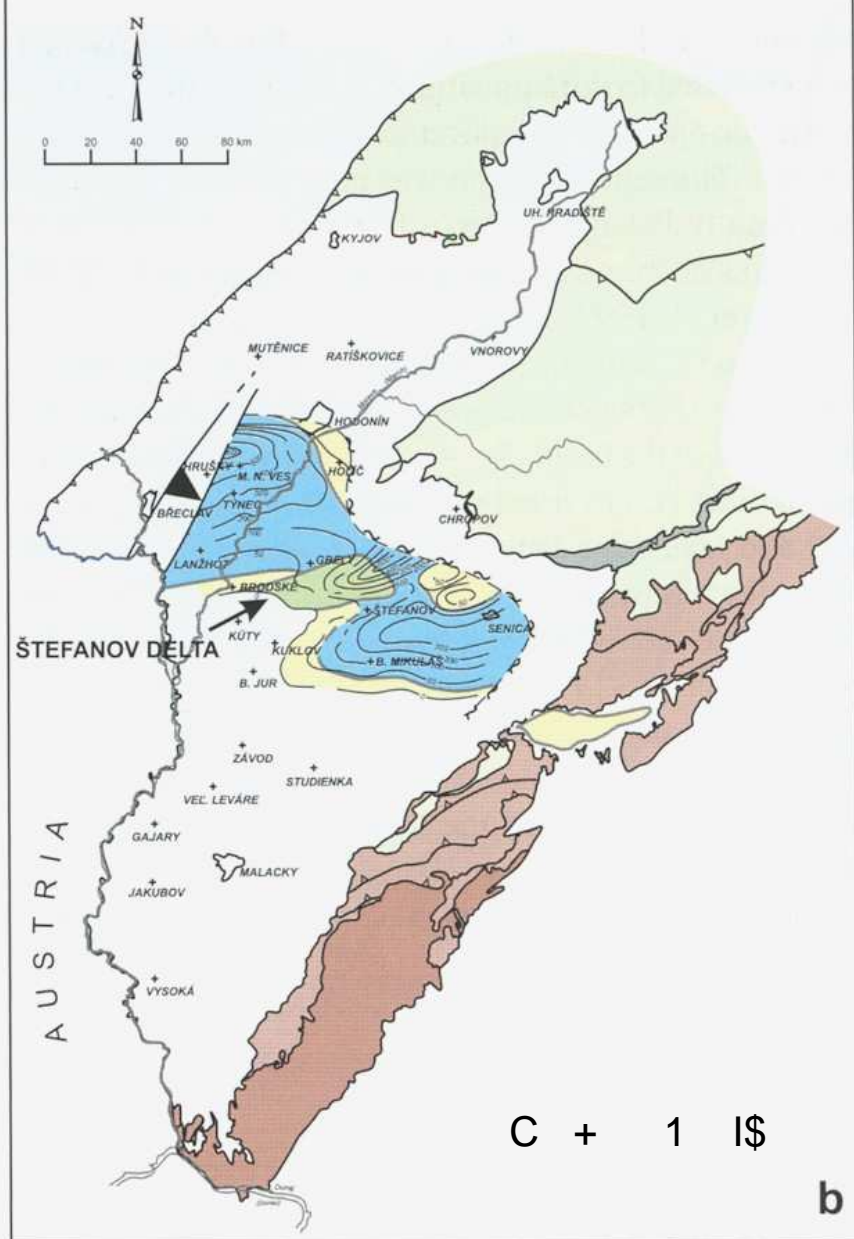 N
0 20 40 60 80 km
UH. HRADIŠTĚ
KYJOV
MUTĚNICE
RATÍŠKOVICE
VNOROVY
HODONÍN
HRUŠKY
HOLÍČ
M. N. VES
TÝNEC
BŘECLAV
CHROPOV
LANŽHOT
GBELY
BRODSKÉ
ŠTEFANOV
SENICA
KÚTY
ŠTEFANOV DELTA
KUKLOV
B. MIKULÁŠ
B. JUR
ZÁVOD
STUDIENKA
VEĽ. LEVÁRE
GAJARY
MALACKY
JAKUBOV
AUSTRIA
VYSOKÁ
C + 1 I$
Dunaj
b